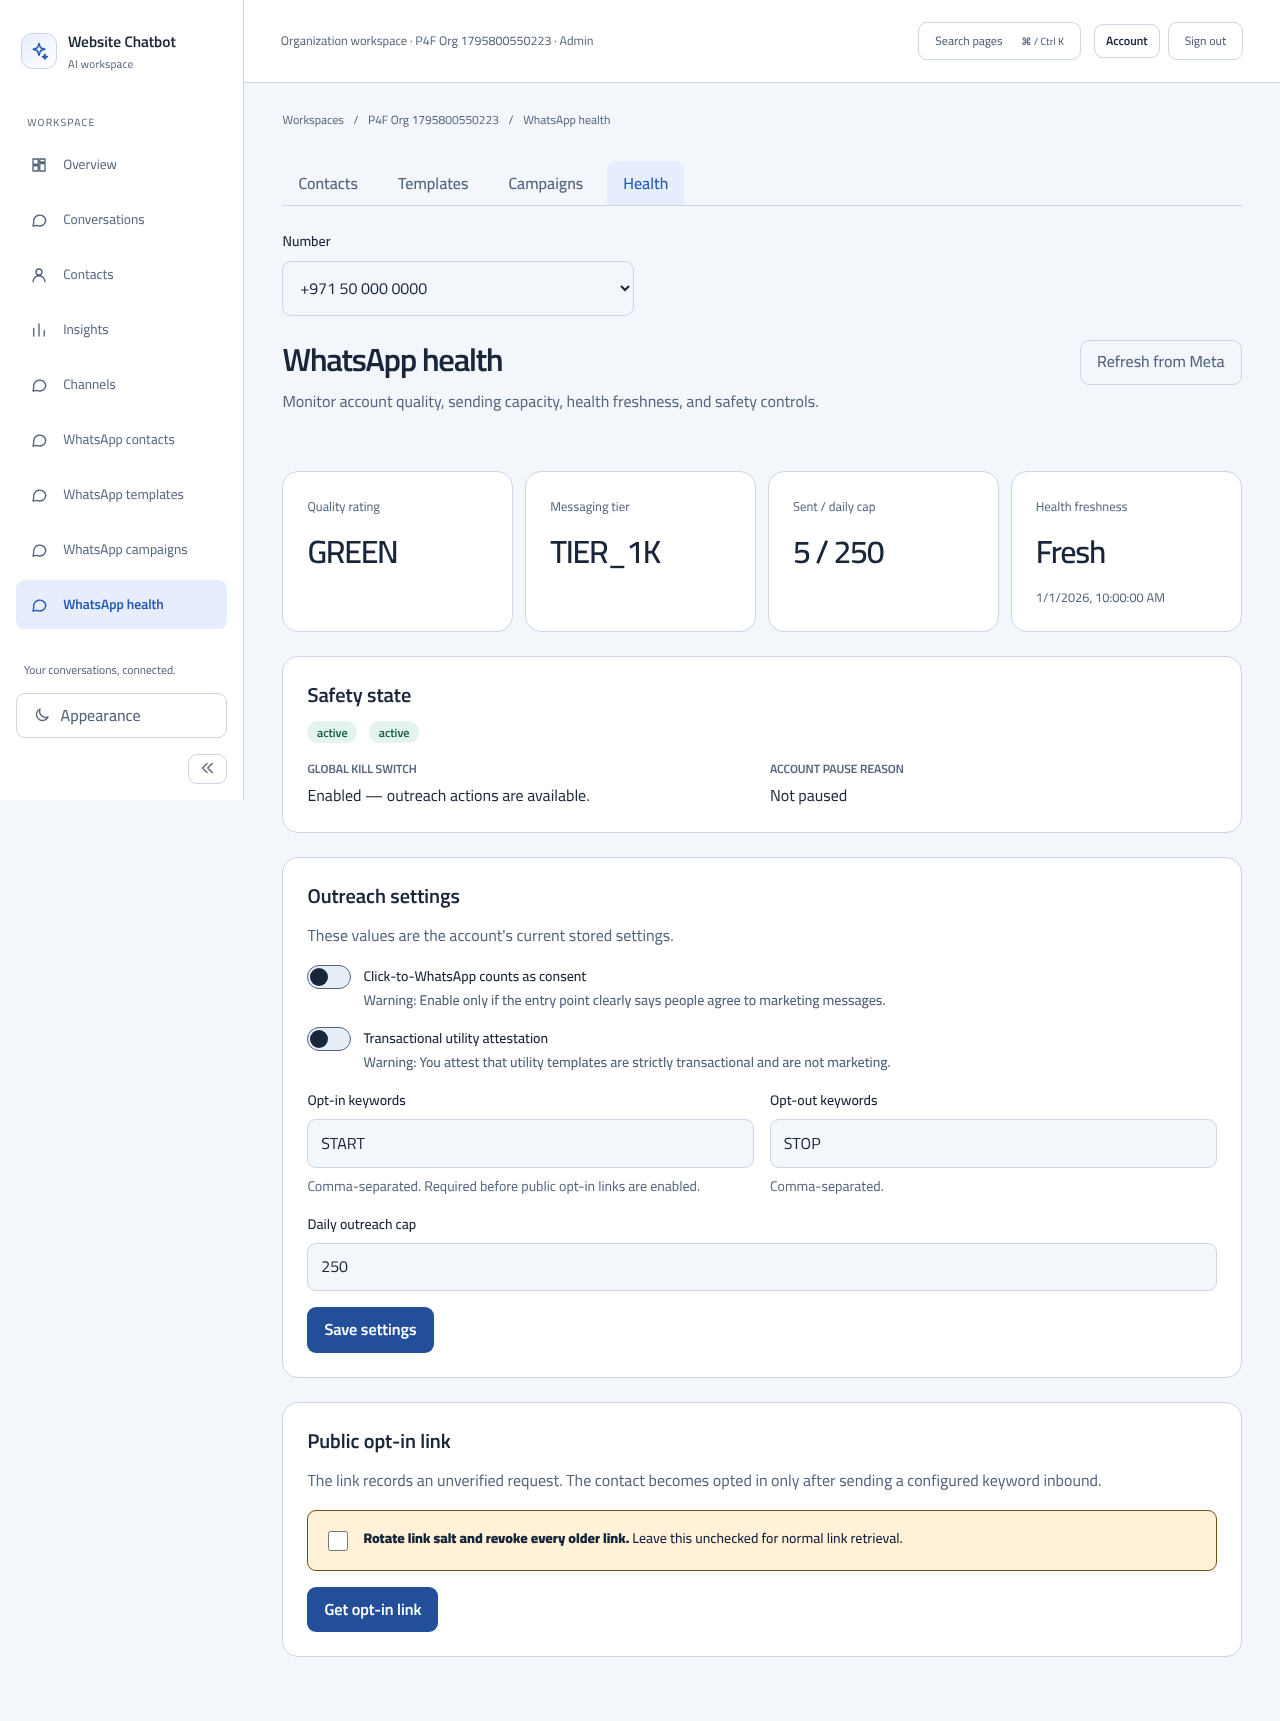 Website Chatbot
AI workspace
WORKSPACE
Overview
Conversations
Contacts
Insights
Channels
WhatsApp contacts
WhatsApp templates
WhatsApp campaigns
WhatsApp health
Your conversations, connected.
Appearance
Organization workspace · P4F Org 1795800550223 · Admin
Search pages ⌘ / Ctrl K
Account
Sign out
Workspaces / P4F Org 1795800550223 / WhatsApp health
Contacts Templates Campaigns Health
Number
+971 50 000 0000
WhatsApp health
Refresh from Meta
Monitor account quality, sending capacity, health freshness, and safety controls.
Quality rating
GREEN
Messaging tier
TIER_1K
Sent / daily cap
5 / 250
Health freshness
Fresh
1/1/2026, 10:00:00 AM
Safety state
active active
GLOBAL KILL SWITCH
Enabled — outreach actions are available.
ACCOUNT PAUSE REASON
Not paused
Outreach settings
These values are the account's current stored settings.
Click-to-WhatsApp counts as consent
Warning: Enable only if the entry point clearly says people agree to marketing messages.
Transactional utility attestation
Warning: You attest that utility templates are strictly transactional and are not marketing.
Opt-in keywords
START
Comma-separated. Required before public opt-in links are enabled.
Opt-out keywords
STOP
Comma-separated.
Daily outreach cap
250
Save settings
Public opt-in link
The link records an unverified request. The contact becomes opted in only after sending a configured keyword inbound.
Rotate link salt and revoke every older link. Leave this unchecked for normal link retrieval.
Get opt-in link